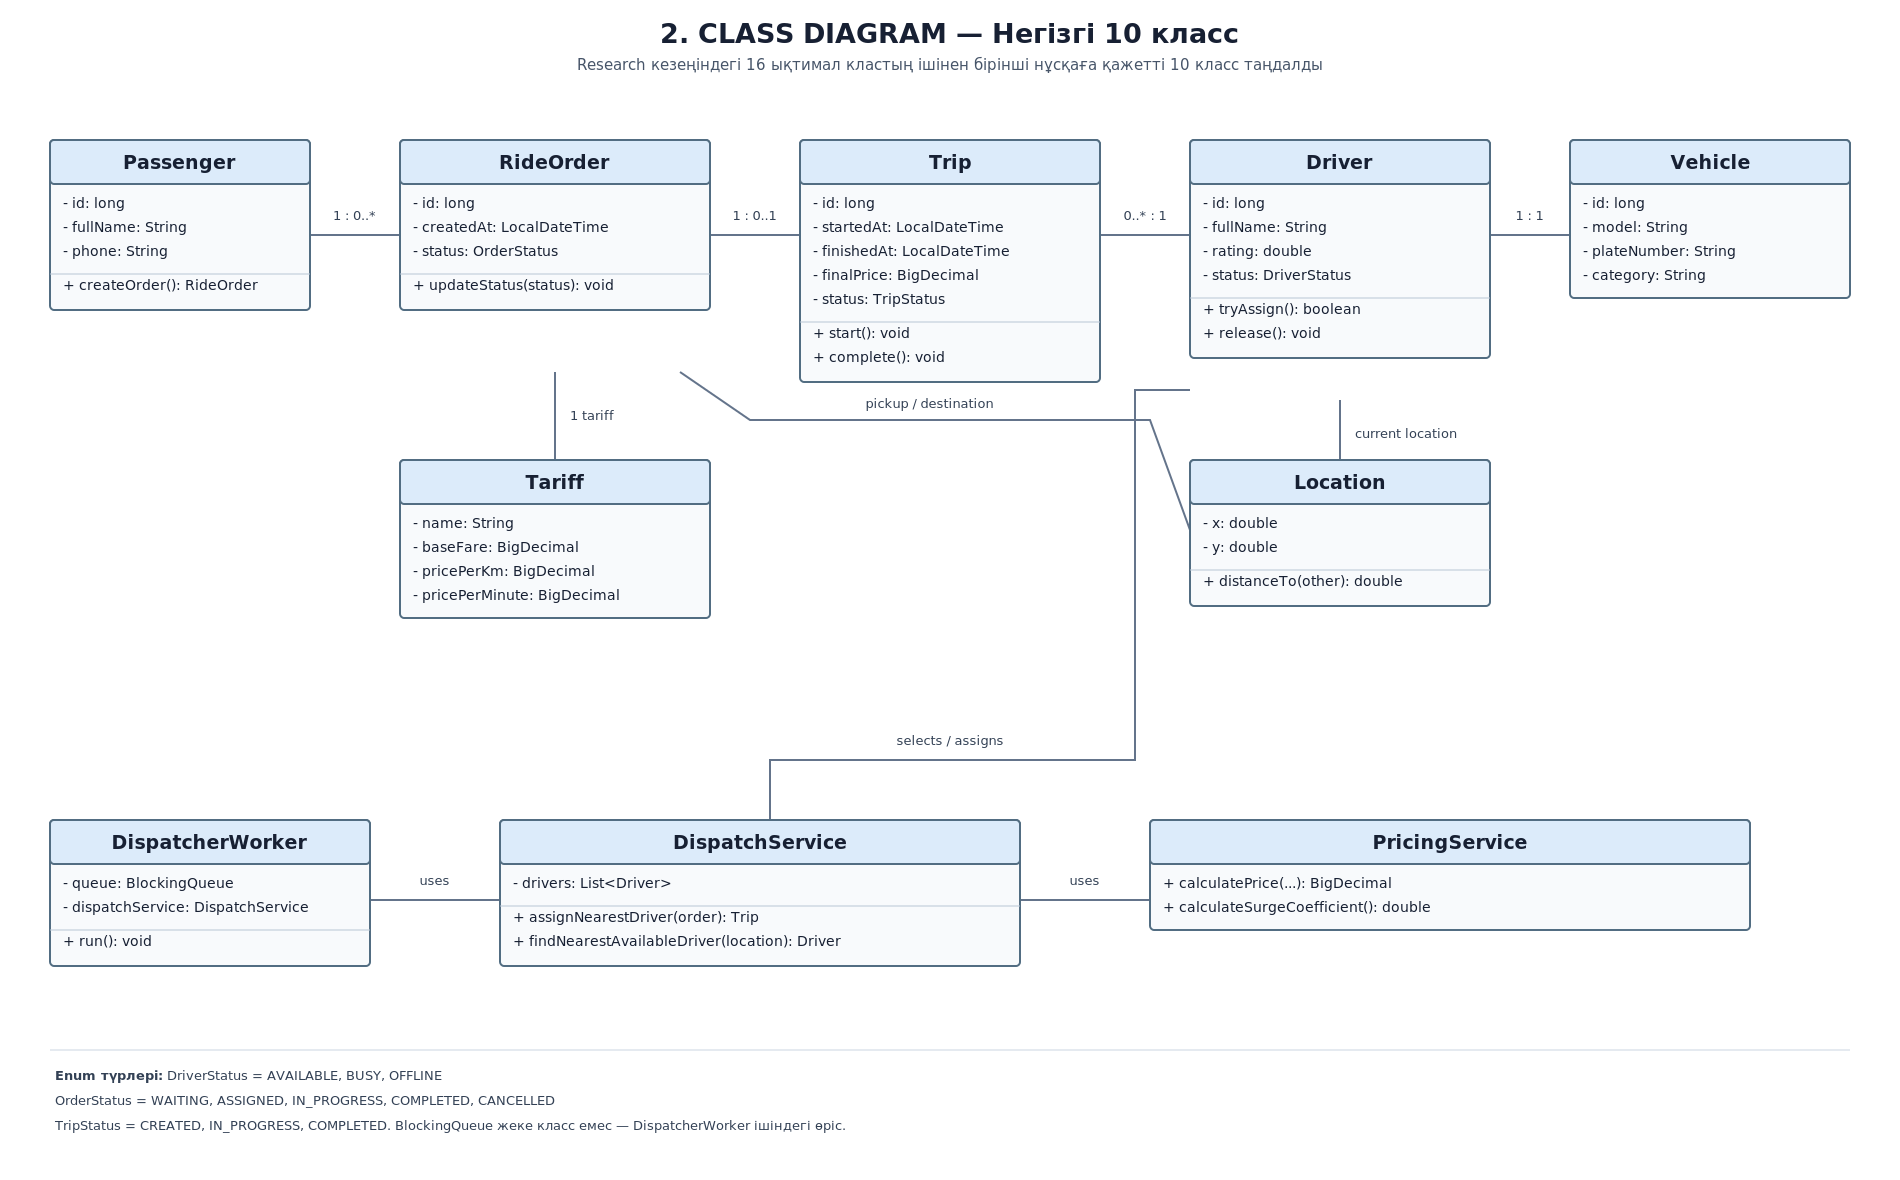 2. CLASS DIAGRAM — Негізгі 10 класс
Research кезеңіндегі 16 ықтимал кластың ішінен бірінші нұсқаға қажетті 10 класс таңдалды
Passenger
- id: long
- fullName: String
- phone: String
+ createOrder(): RideOrder
1 : 0..*
RideOrder
- id: long
- createdAt: LocalDateTime
- status: OrderStatus
+ updateStatus(status): void
1 : 0..1
Trip
- id: long
- startedAt: LocalDateTime
- finishedAt: LocalDateTime
- finalPrice: BigDecimal
- status: TripStatus
+ start(): void
+ complete(): void
0..* : 1
Driver
- id: long
- fullName: String
- rating: double
- status: DriverStatus
+ tryAssign(): boolean
+ release(): void
1 : 1
Vehicle
- id: long
- model: String
- plateNumber: String
- category: String
1 tariff
pickup / destination
current location
Tariff
- name: String
- baseFare: BigDecimal
- pricePerKm: BigDecimal
- pricePerMinute: BigDecimal
Location
- x: double
- y: double
+ distanceTo(other): double
selects / assigns
DispatcherWorker
- queue: BlockingQueue
- dispatchService: DispatchService
+ run(): void
uses
DispatchService
- drivers: List<Driver>
+ assignNearestDriver(order): Trip
+ findNearestAvailableDriver(location): Driver
uses
PricingService
+ calculatePrice(...): BigDecimal
+ calculateSurgeCoefficient(): double
Enum түрлері: DriverStatus = AVAILABLE, BUSY, OFFLINE
OrderStatus = WAITING, ASSIGNED, IN_PROGRESS, COMPLETED, CANCELLED
TripStatus = CREATED, IN_PROGRESS, COMPLETED. BlockingQueue жеке класс емес — DispatcherWorker ішіндегі өріс.